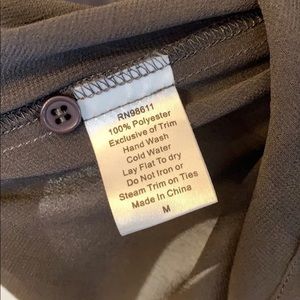 RN98611
100% Polyester
Exclusive of Trim
Hand Wash
Cold Water
Lay Flat To dry
Do Not Iron or
Steam Trim on Ties
Made In China
M